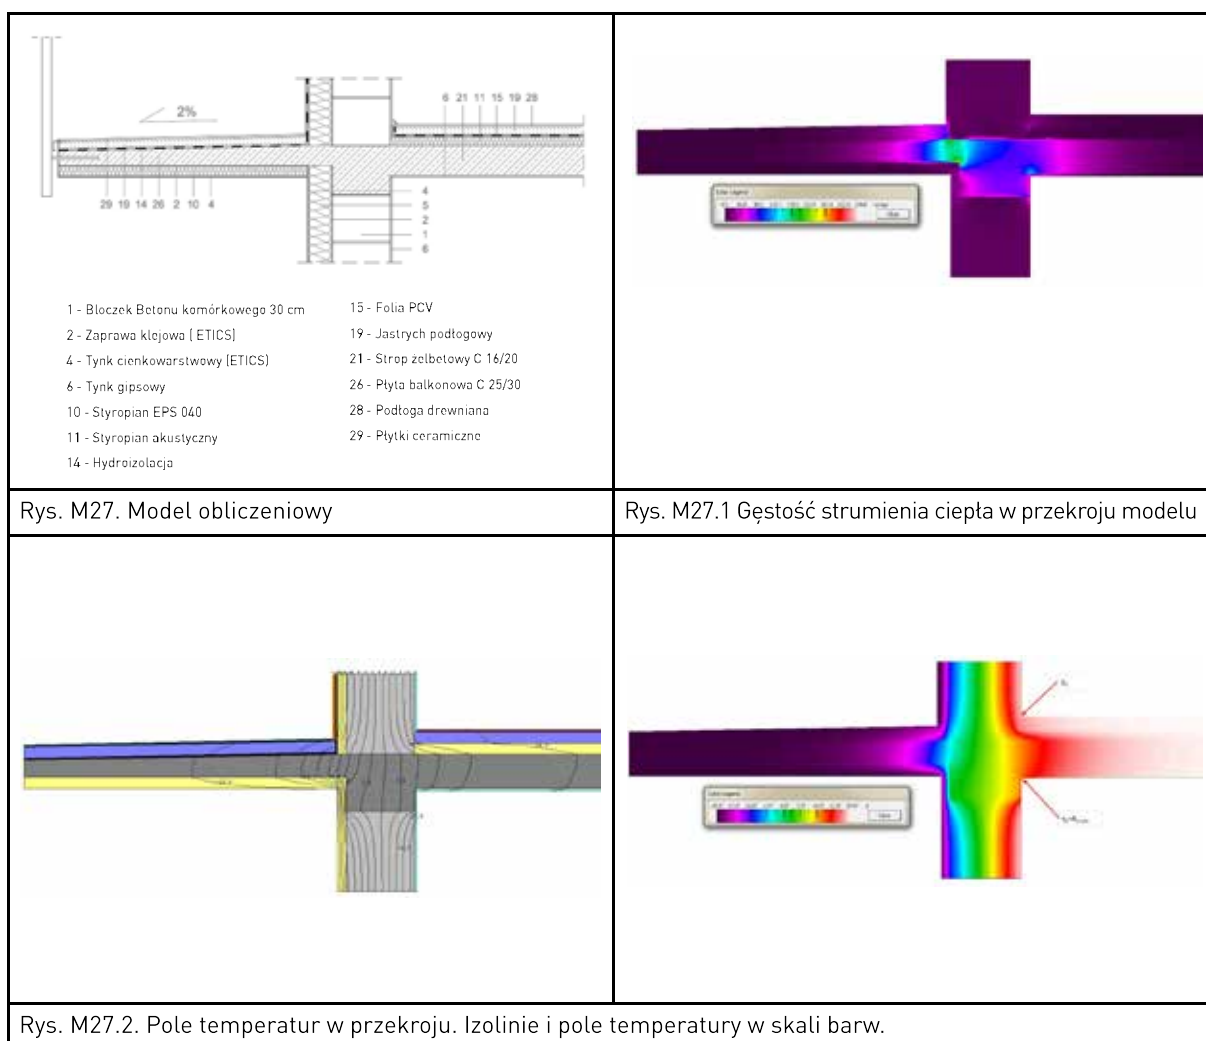 2%
6 21 11 15 19 28
29 19 14 26 2 10 4
4
5
2
1
6
1 - Bloczek Betonu komórkowego 30 cm
2 - Zaprawa klejowa ( ETICS)
4 - Tynk cienkowarstwowy (ETICS)
6 - Tynk gipsowy
10 - Styropian EPS 040
11 - Styropian akustyczny
14 - Hydroizolacja
15 - Folia PCV
19 - Jastrych podłogowy
21 - Strop żelbetowy C 16/20
26 - Płyta balkonowa C 25/30
28 - Podłoga drewniana
29 - Płytki ceramiczne
Rys. M27. Model obliczeniowy
Rys. M27.1 Gęstość strumienia ciepła w przekroju modelu
Rys. M27.2. Pole temperatur w przekroju. Izolinie i pole temperatury w skali barw.